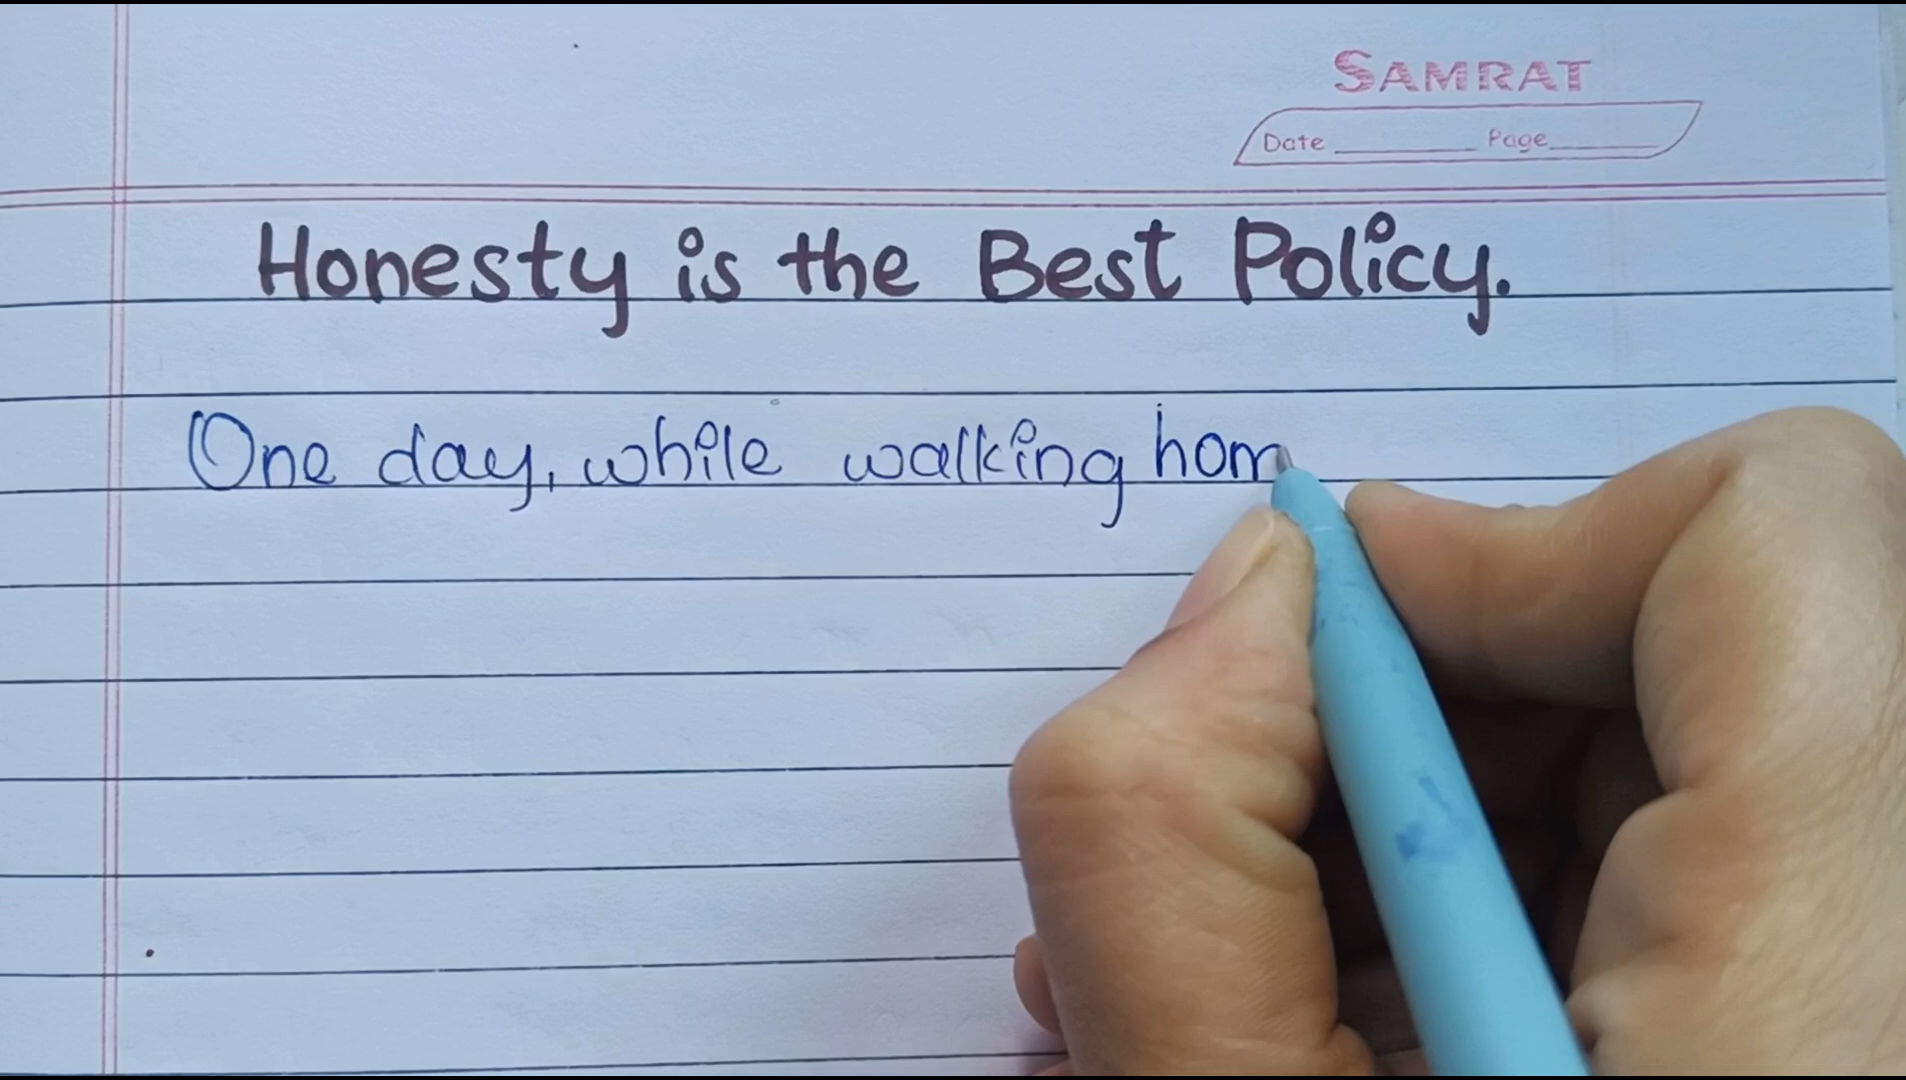 SAMRAT
Date Page
Honesty is the Best Policy.
One day, while walking hom